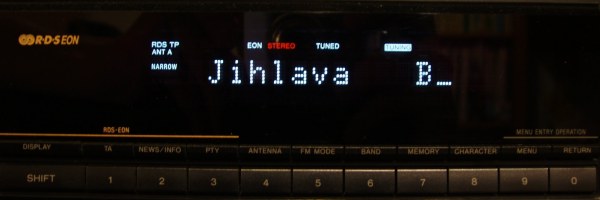 R·D·S EON
RDS TP EON STEREO TUNED TUNING
ANT A
NARROW
Jihlava B_
RDS-EON
MENU ENTRY OPERATION
DISPLAY TA NEWS/INFO PTY ANTENNA FM MODE BAND MEMORY CHARACTER MENU RETURN
SHIFT 1 2 3 4 5 6 7 8 9 0